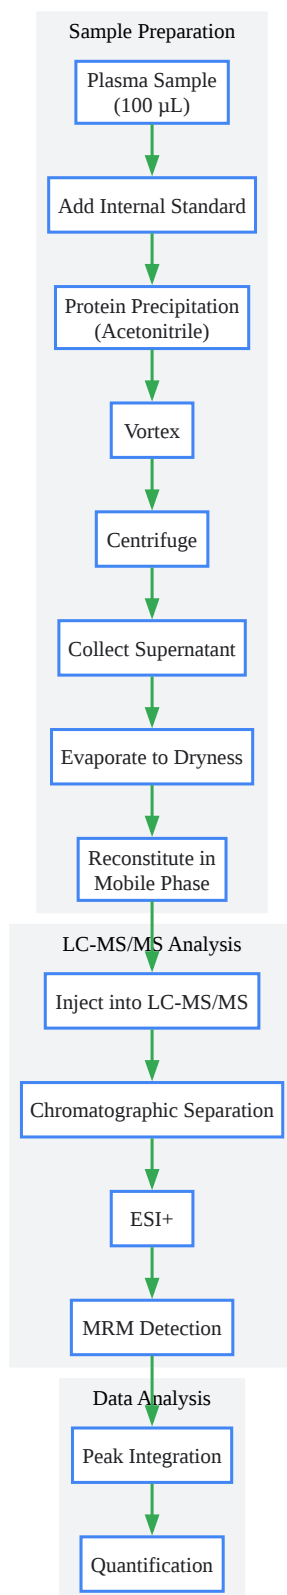 Sample Preparation
Plasma Sample
(100 µL)
Add Internal Standard
Protein Precipitation
(Acetonitrile)
Vortex
Centrifuge
Collect Supernatant
Evaporate to Dryness
Reconstitute in
Mobile Phase
LC-MS/MS Analysis
Inject into LC-MS/MS
Chromatographic Separation
ESI+
MRM Detection
Data Analysis
Peak Integration
Quantification